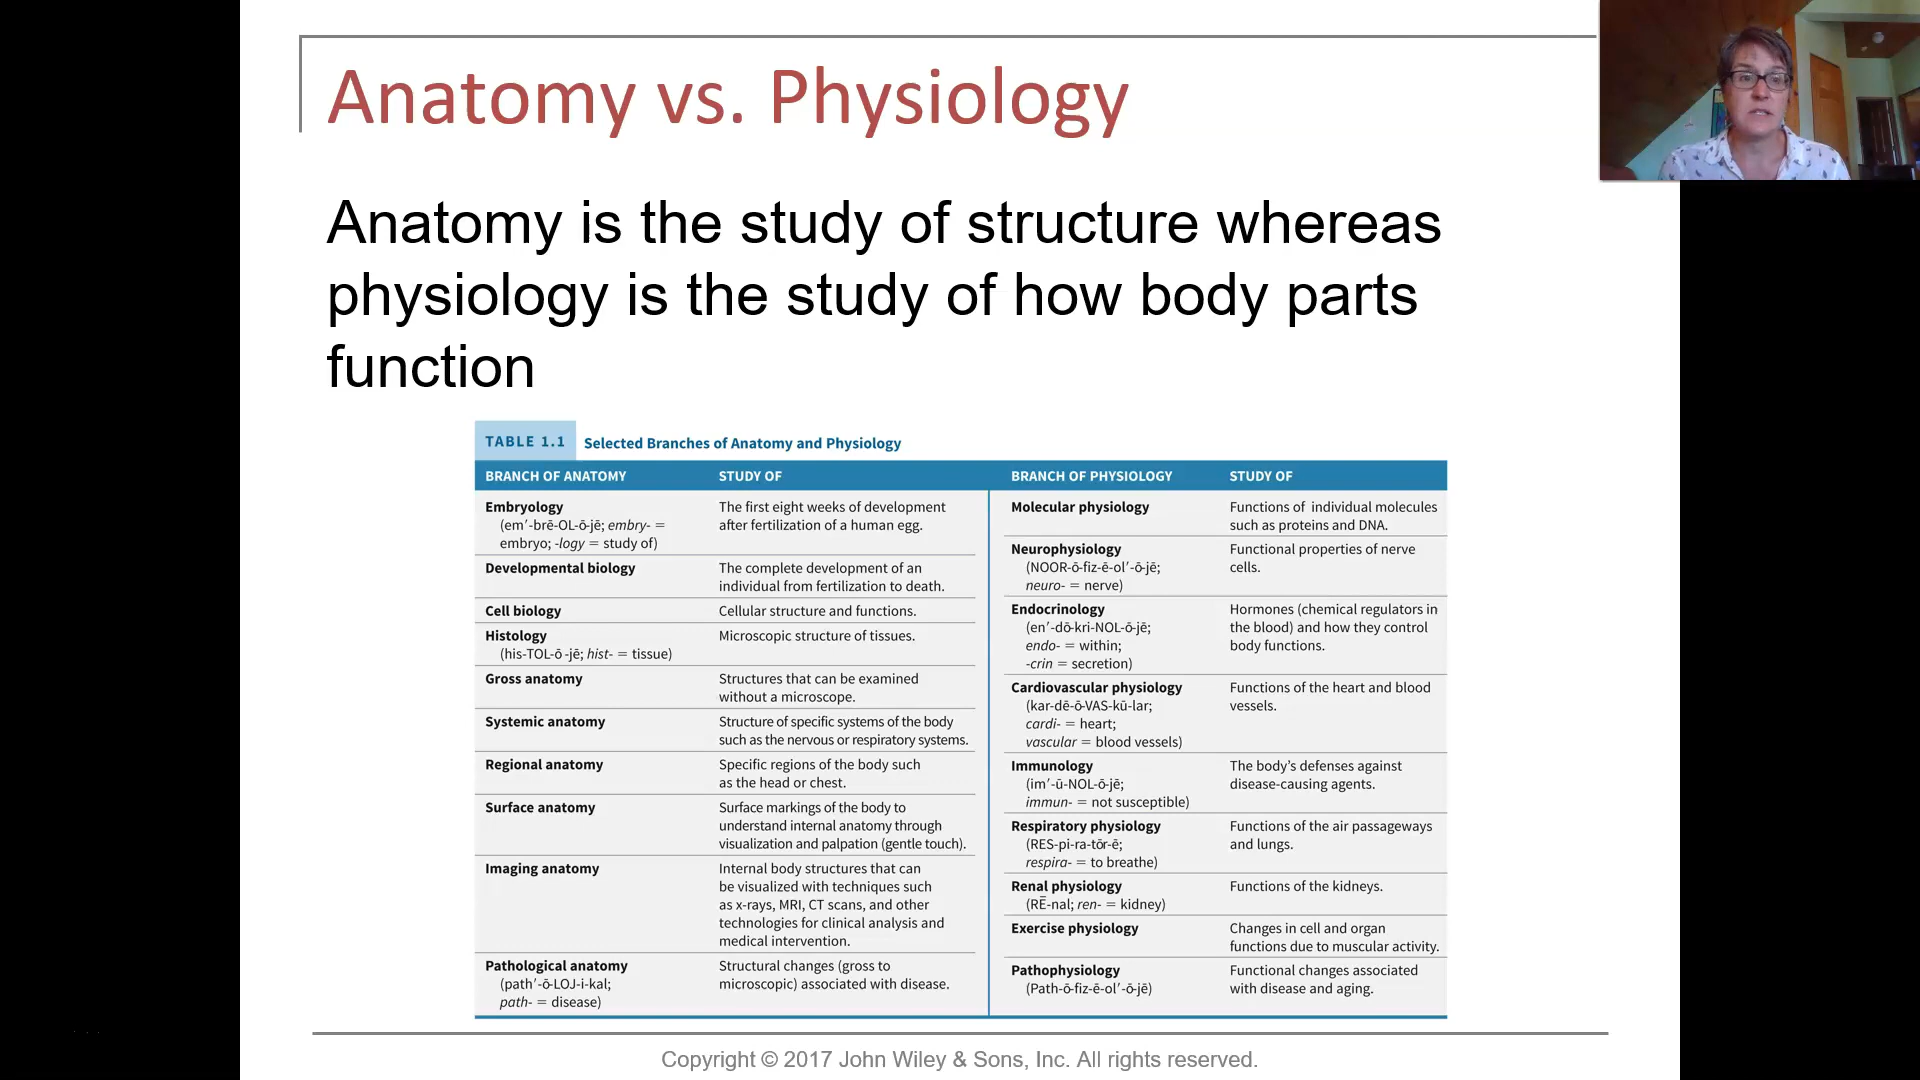 Anatomy vs. Physiology
Anatomy is the study of structure whereas
physiology is the study of how body parts
function
TABLE 1.1 Selected Branches of Anatomy and Physiology
BRANCH OF ANATOMY STUDY OF
Embryology
(em′-brē-OL-ō-jē; embry- =
embryo; -logy = study of)
The first eight weeks of development
after fertilization of a human egg.
Developmental biology
The complete development of an
individual from fertilization to death.
Cell biology
Cellular structure and functions.
Histology
(his-TOL-ō -jē; hist- = tissue)
Microscopic structure of tissues.
Gross anatomy
Structures that can be examined
without a microscope.
Systemic anatomy
Structure of specific systems of the body
such as the nervous or respiratory systems.
Regional anatomy
Specific regions of the body such
as the head or chest.
Surface anatomy
Surface markings of the body to
understand internal anatomy through
visualization and palpation (gentle touch).
Imaging anatomy
Internal body structures that can
be visualized with techniques such
as x-rays, MRI, CT scans, and other
technologies for clinical analysis and
medical intervention.
Pathological anatomy
(path′-ō-LOJ-i-kal;
path- = disease)
Structural changes (gross to
microscopic) associated with disease.
BRANCH OF PHYSIOLOGY STUDY OF
Molecular physiology
Functions of individual molecules
such as proteins and DNA.
Neurophysiology
(NOOR-ō-fiz-ē-ol′-ō-jē;
neuro- = nerve)
Functional properties of nerve
cells.
Endocrinology
(en′-dō-kri-NOL-ō-jē;
endo- = within;
-crin = secretion)
Hormones (chemical regulators in
the blood) and how they control
body functions.
Cardiovascular physiology
(kar-dē-ō-VAS-kū-lar;
cardi- = heart;
vascular = blood vessels)
Functions of the heart and blood
vessels.
Immunology
(im′-ū-NOL-ō-jē;
immun- = not susceptible)
The body’s defenses against
disease-causing agents.
Respiratory physiology
(RES-pi-ra-tōr-ē;
respira- = to breathe)
Functions of the air passageways
and lungs.
Renal physiology
(RĒ-nal; ren- = kidney)
Functions of the kidneys.
Exercise physiology
Changes in cell and organ
functions due to muscular activity.
Pathophysiology
(Path-ō-fiz-ē-ol′-ō-jē)
Functional changes associated
with disease and aging.
Copyright © 2017 John Wiley & Sons, Inc. All rights reserved.